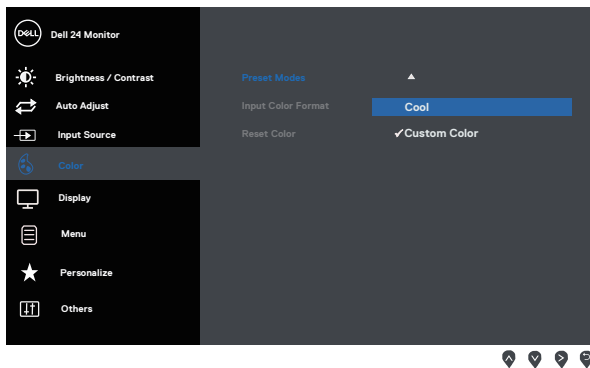 DELL Dell 24 Monitor
Brightness / Contrast
Auto Adjust
Input Source
Color
Display
Menu
Personalize
Others
Preset Modes
Input Color Format
Reset Color
Cool
✓Custom Color